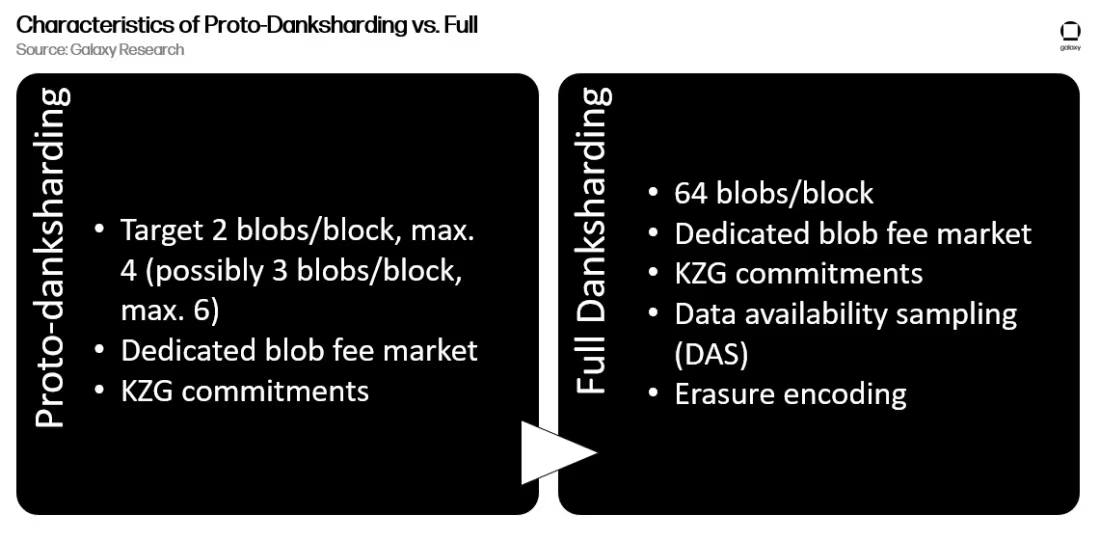 Characteristics of Proto-Danksharding vs. Full
Source: Galaxy Research
galaxy
Proto-danksharding
• Target 2 blobs/block, max.
4 (possibly 3 blobs/block,
max. 6)
• Dedicated blob fee market
• KZG commitments
Full Danksharding
• 64 blobs/block
• Dedicated blob fee market
• KZG commitments
• Data availability sampling
(DAS)
• Erasure encoding